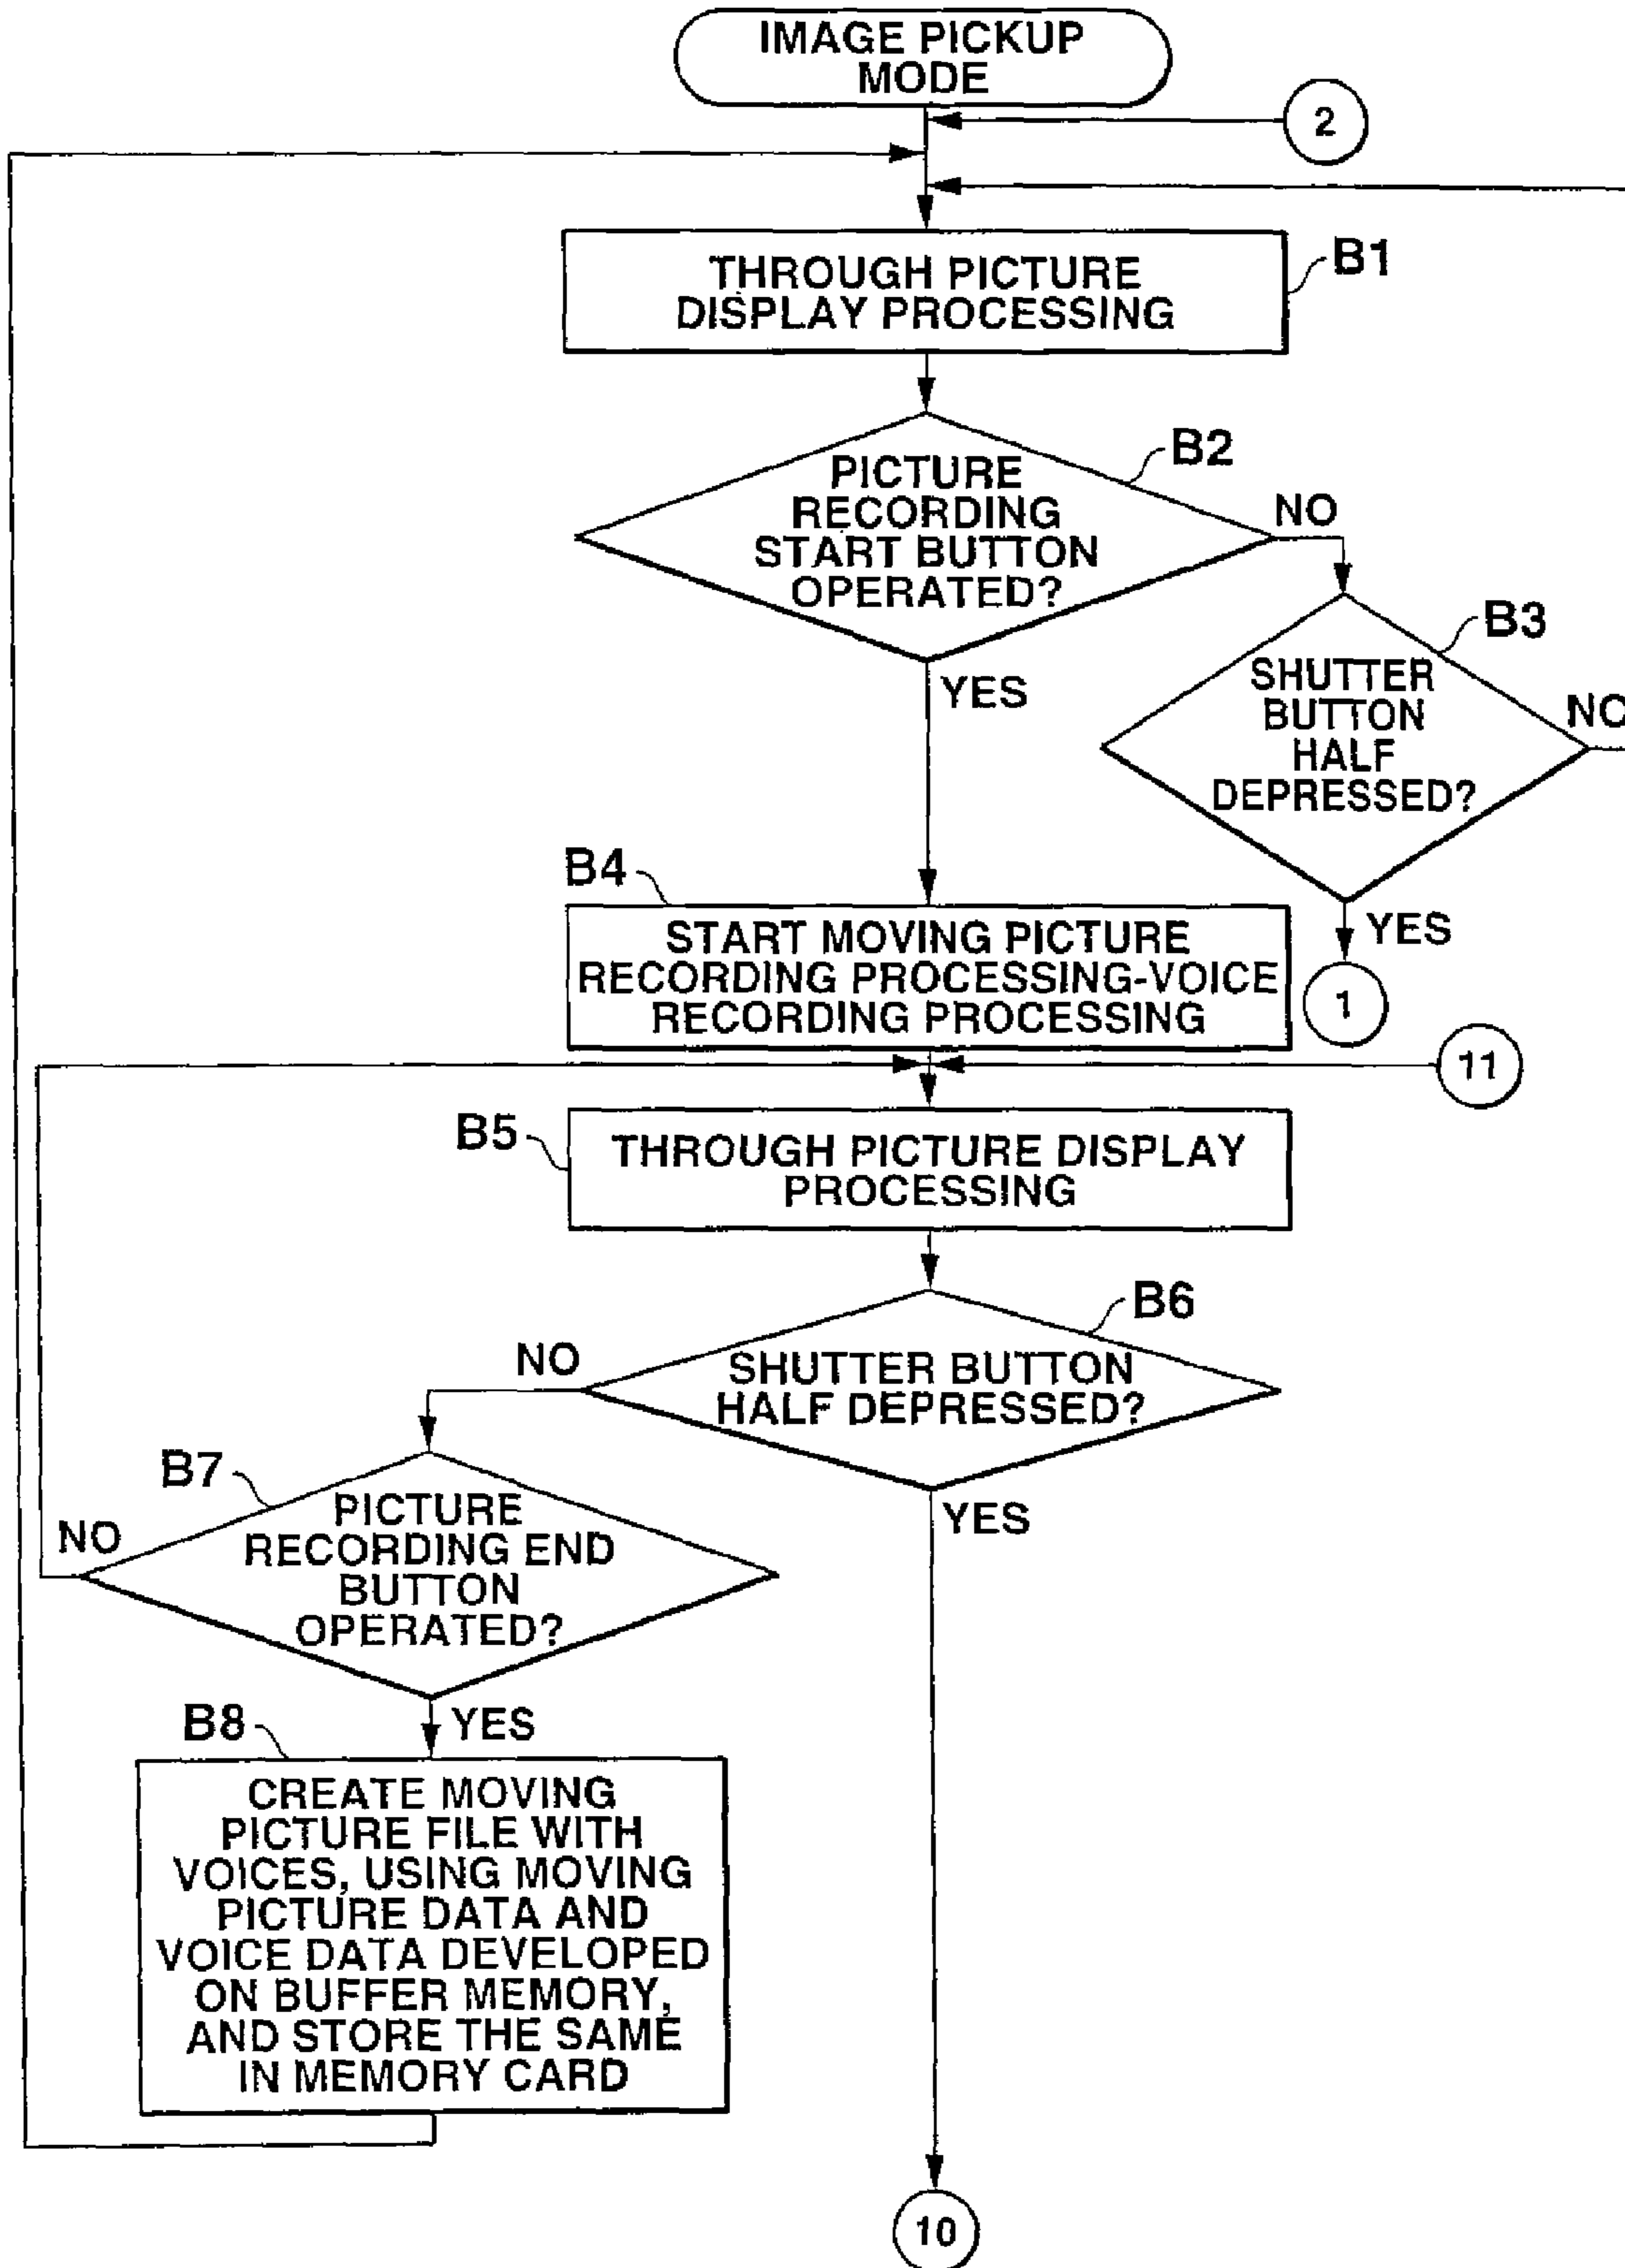 IMAGE PICKUP
MODE
2
THROUGH PICTURE
DISPLAY PROCESSING
B1
B2
PICTURE
RECORDING
START BUTTON
OPERATED?
NO
YES
B3
SHUTTER
BUTTON
HALF
DEPRESSED?
NO
YES
1
B4
START MOVING PICTURE
RECORDING PROCESSING-VOICE
RECORDING PROCESSING
11
B5
THROUGH PICTURE DISPLAY
PROCESSING
B6
SHUTTER BUTTON
HALF DEPRESSED?
NO
YES
B7
PICTURE
RECORDING END
BUTTON
OPERATED?
NO
YES
B8
CREATE MOVING
PICTURE FILE WITH
VOICES, USING MOVING
PICTURE DATA AND
VOICE DATA DEVELOPED
ON BUFFER MEMORY,
AND STORE THE SAME
IN MEMORY CARD
10